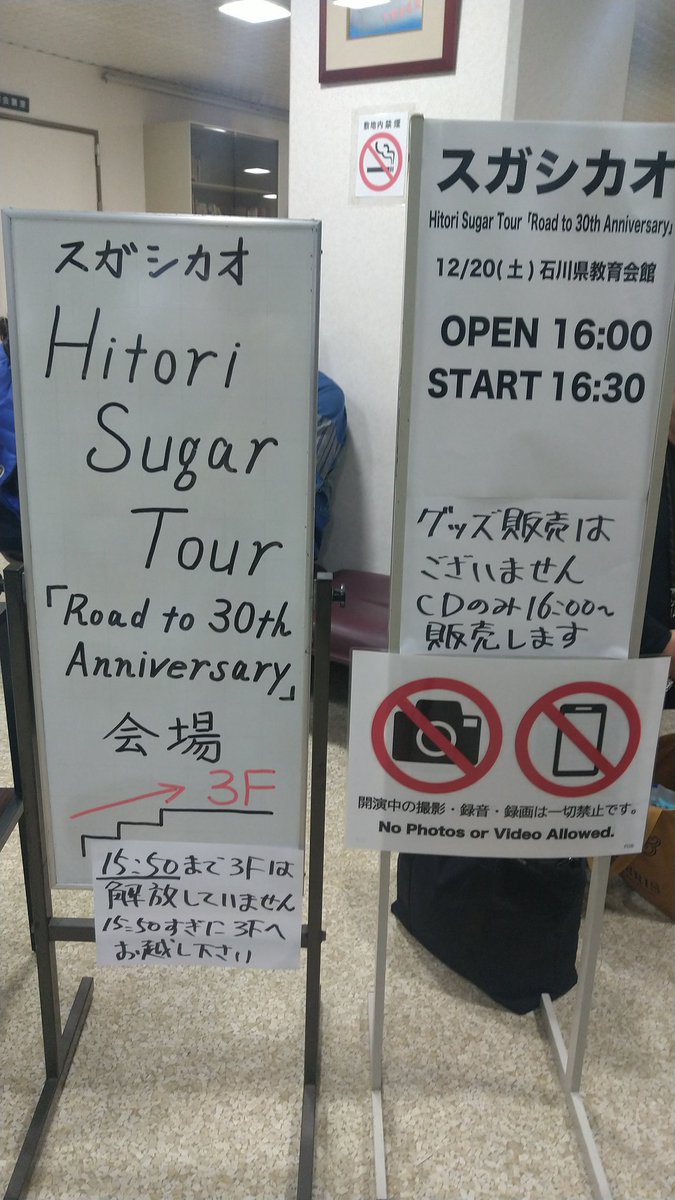 スガシカオ
Hitori
Sugar
Tour
「Road to 30th
Anniversary」
会場
3F
15:50まで3Fは
解放していません
15:50すぎに3Fへ
お越し下さい
敷地内禁煙
スガシカオ
Hitori Sugar Tour「Road to 30th Anniversary」
12/20(土)石川県教育会館
OPEN 16:00
START 16:30
グッズ販売は
ございません
CDのみ16:00~
販売します
開演中の撮影・録音・録画は一切禁止です。
No Photos or Video Allowed.